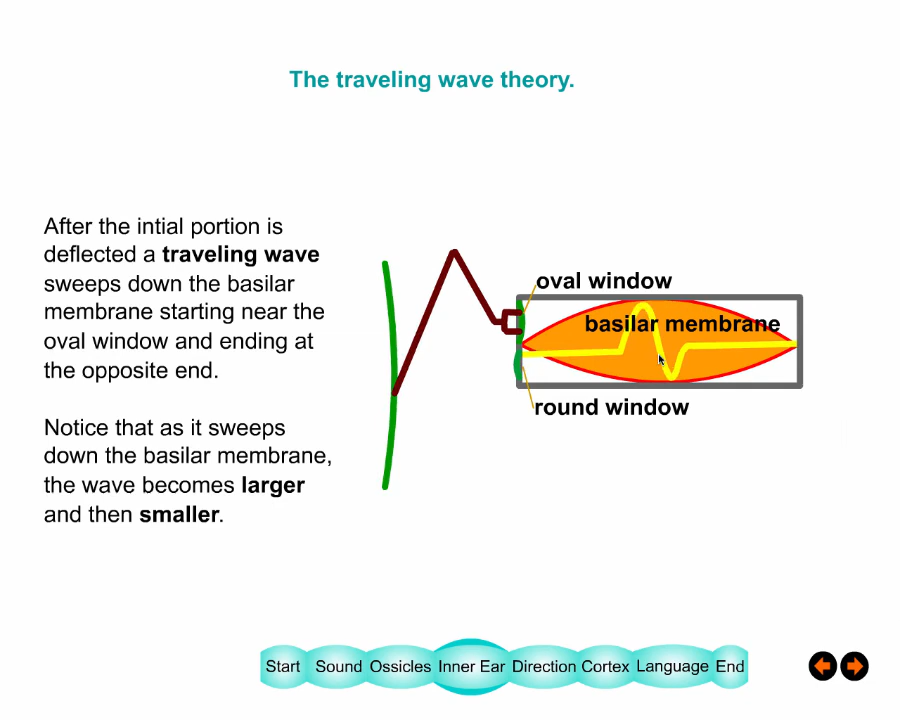 The traveling wave theory.
After the intial portion is
deflected a traveling wave
sweeps down the basilar
membrane starting near the
oval window and ending at
the opposite end.
Notice that as it sweeps
down the basilar membrane,
the wave becomes larger
and then smaller.
oval window
basilar membrane
round window
Start Sound Ossicles Inner Ear Direction Cortex Language End